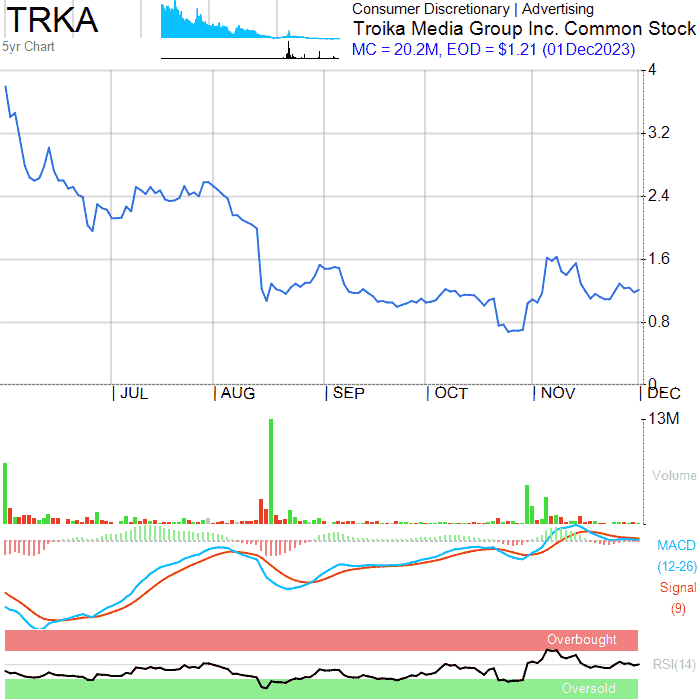 TRKA
5yr Chart
Consumer Discretionary | Advertising
Troika Media Group Inc. Common Stock
MC = 20.2M, EOD = $1.21 (01Dec2023)
4
3.2
2.4
1.6
0.8
0
| JUL | AUG | SEP | OCT | NOV | DEC
13M
Volume
MACD
(12-26)
Signal
(9)
Overbought
RSI(14)
Oversold